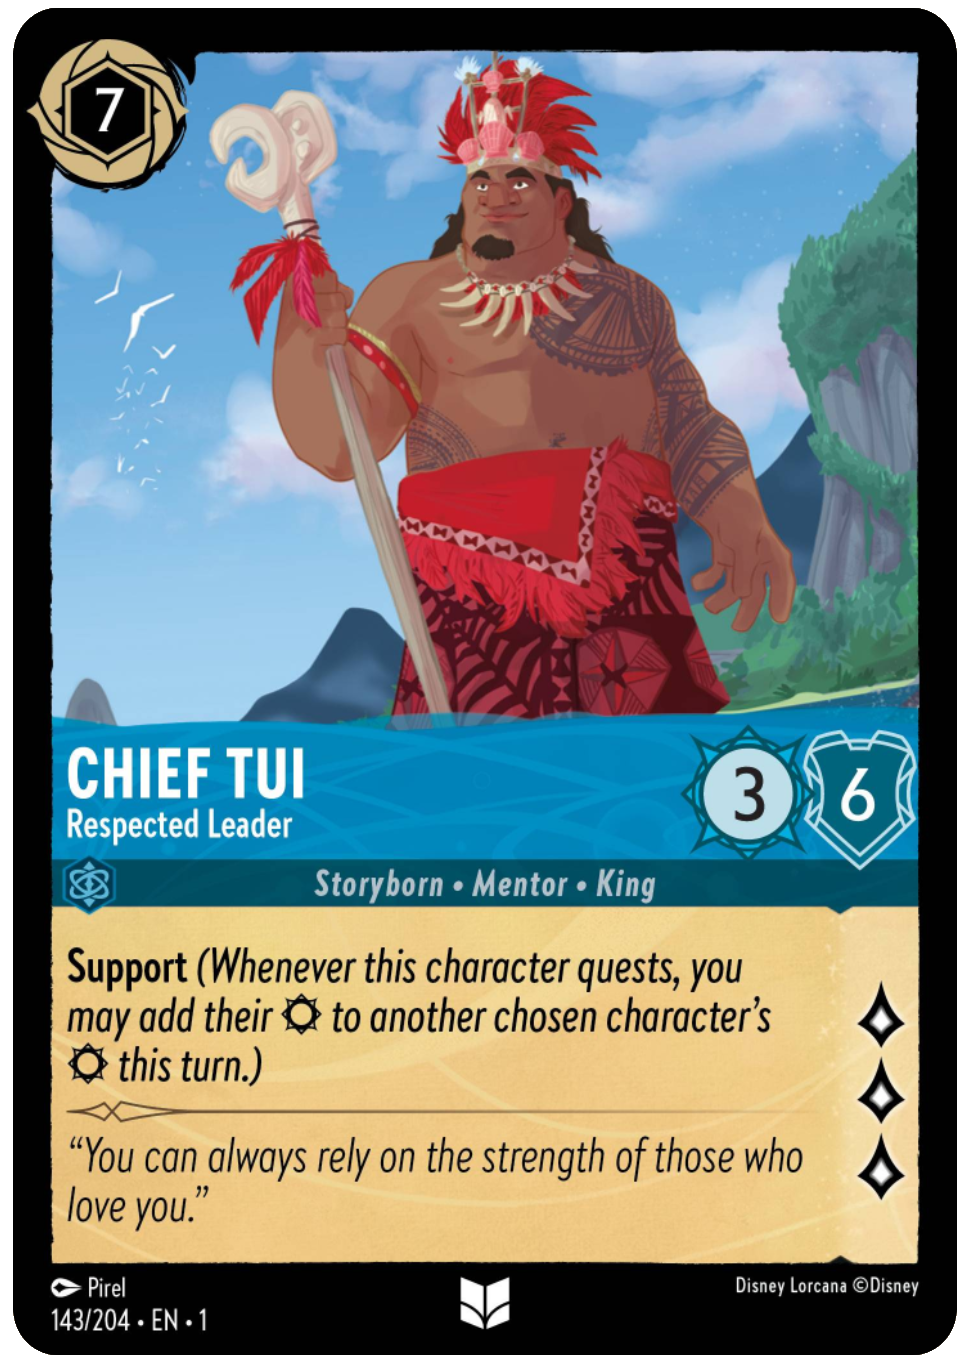 7
CHIEF TUI
Respected Leader
3
6
Storyborn • Mentor • King
Support (Whenever this character quests, you
may add their to another chosen character's
this turn.)
“You can always rely on the strength of those who
love you.”
Pirel
143/204 • EN • 1
Disney Lorcana ©Disney